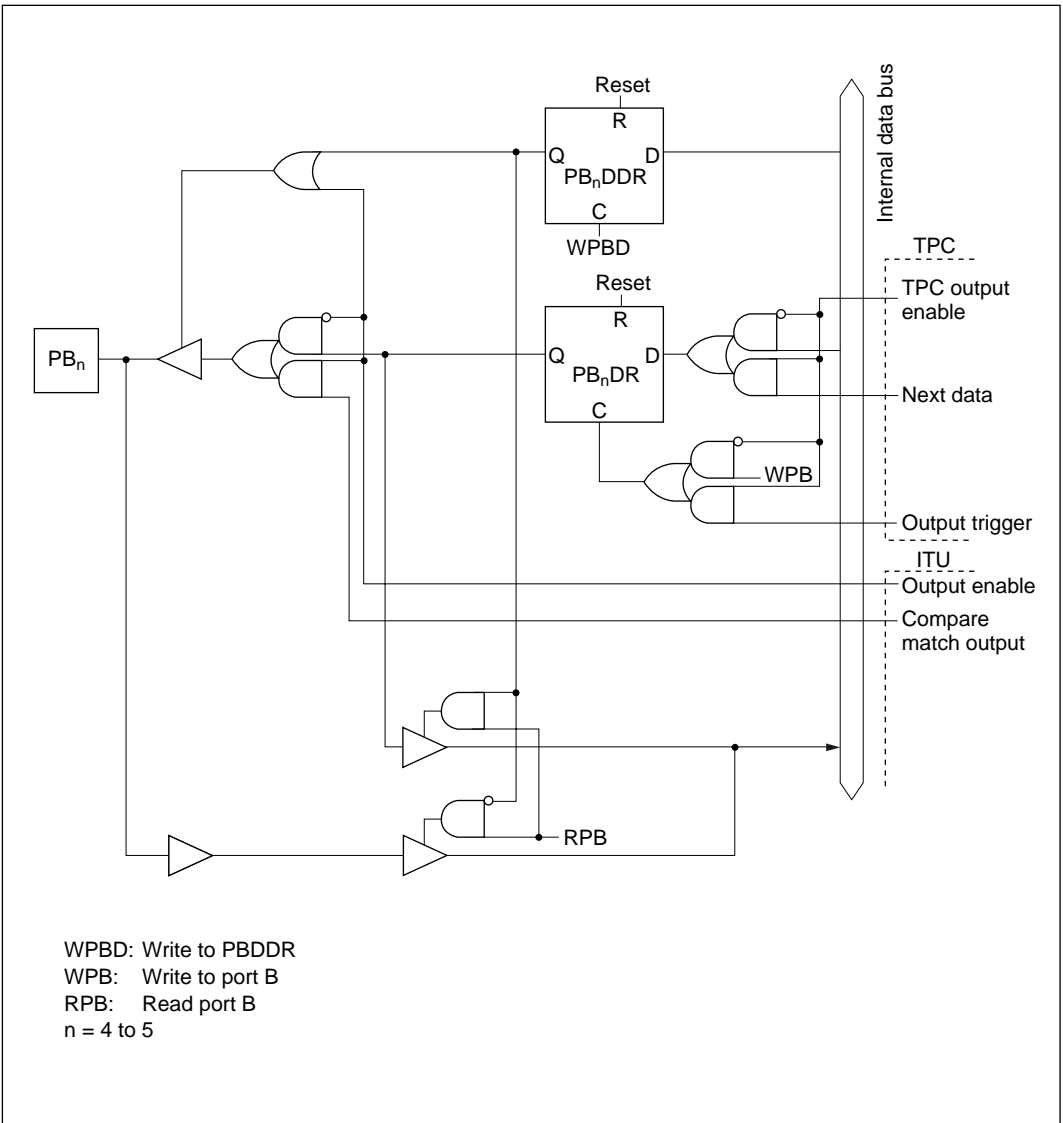 Reset
R
Q
D
PBnDDR
C
WPBD
Internal data bus
TPC
TPC output
enable
Reset
R
Q
D
PBnDR
C
PBn
Next data
WPB
Output trigger
ITU
Output enable
Compare
match output
RPB
WPBD: Write to PBDDR
WPB: Write to port B
RPB: Read port B
n = 4 to 5